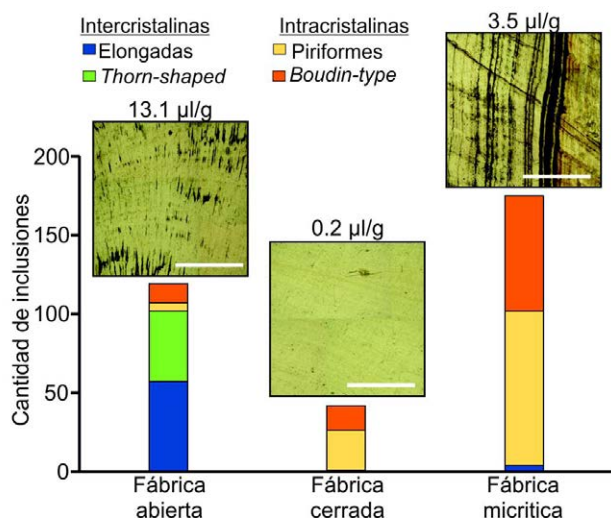 Intercristalinas
Intracristalinas
Elongadas
Piriformes
Thorn-shaped
Boudin-type
3.5 µl/g
13.1 µl/g
0.2 µl/g
Cantidad de inclusiones
200
150
100
50
0
Fábrica
abierta
Fábrica
cerrada
Fábrica
micritica